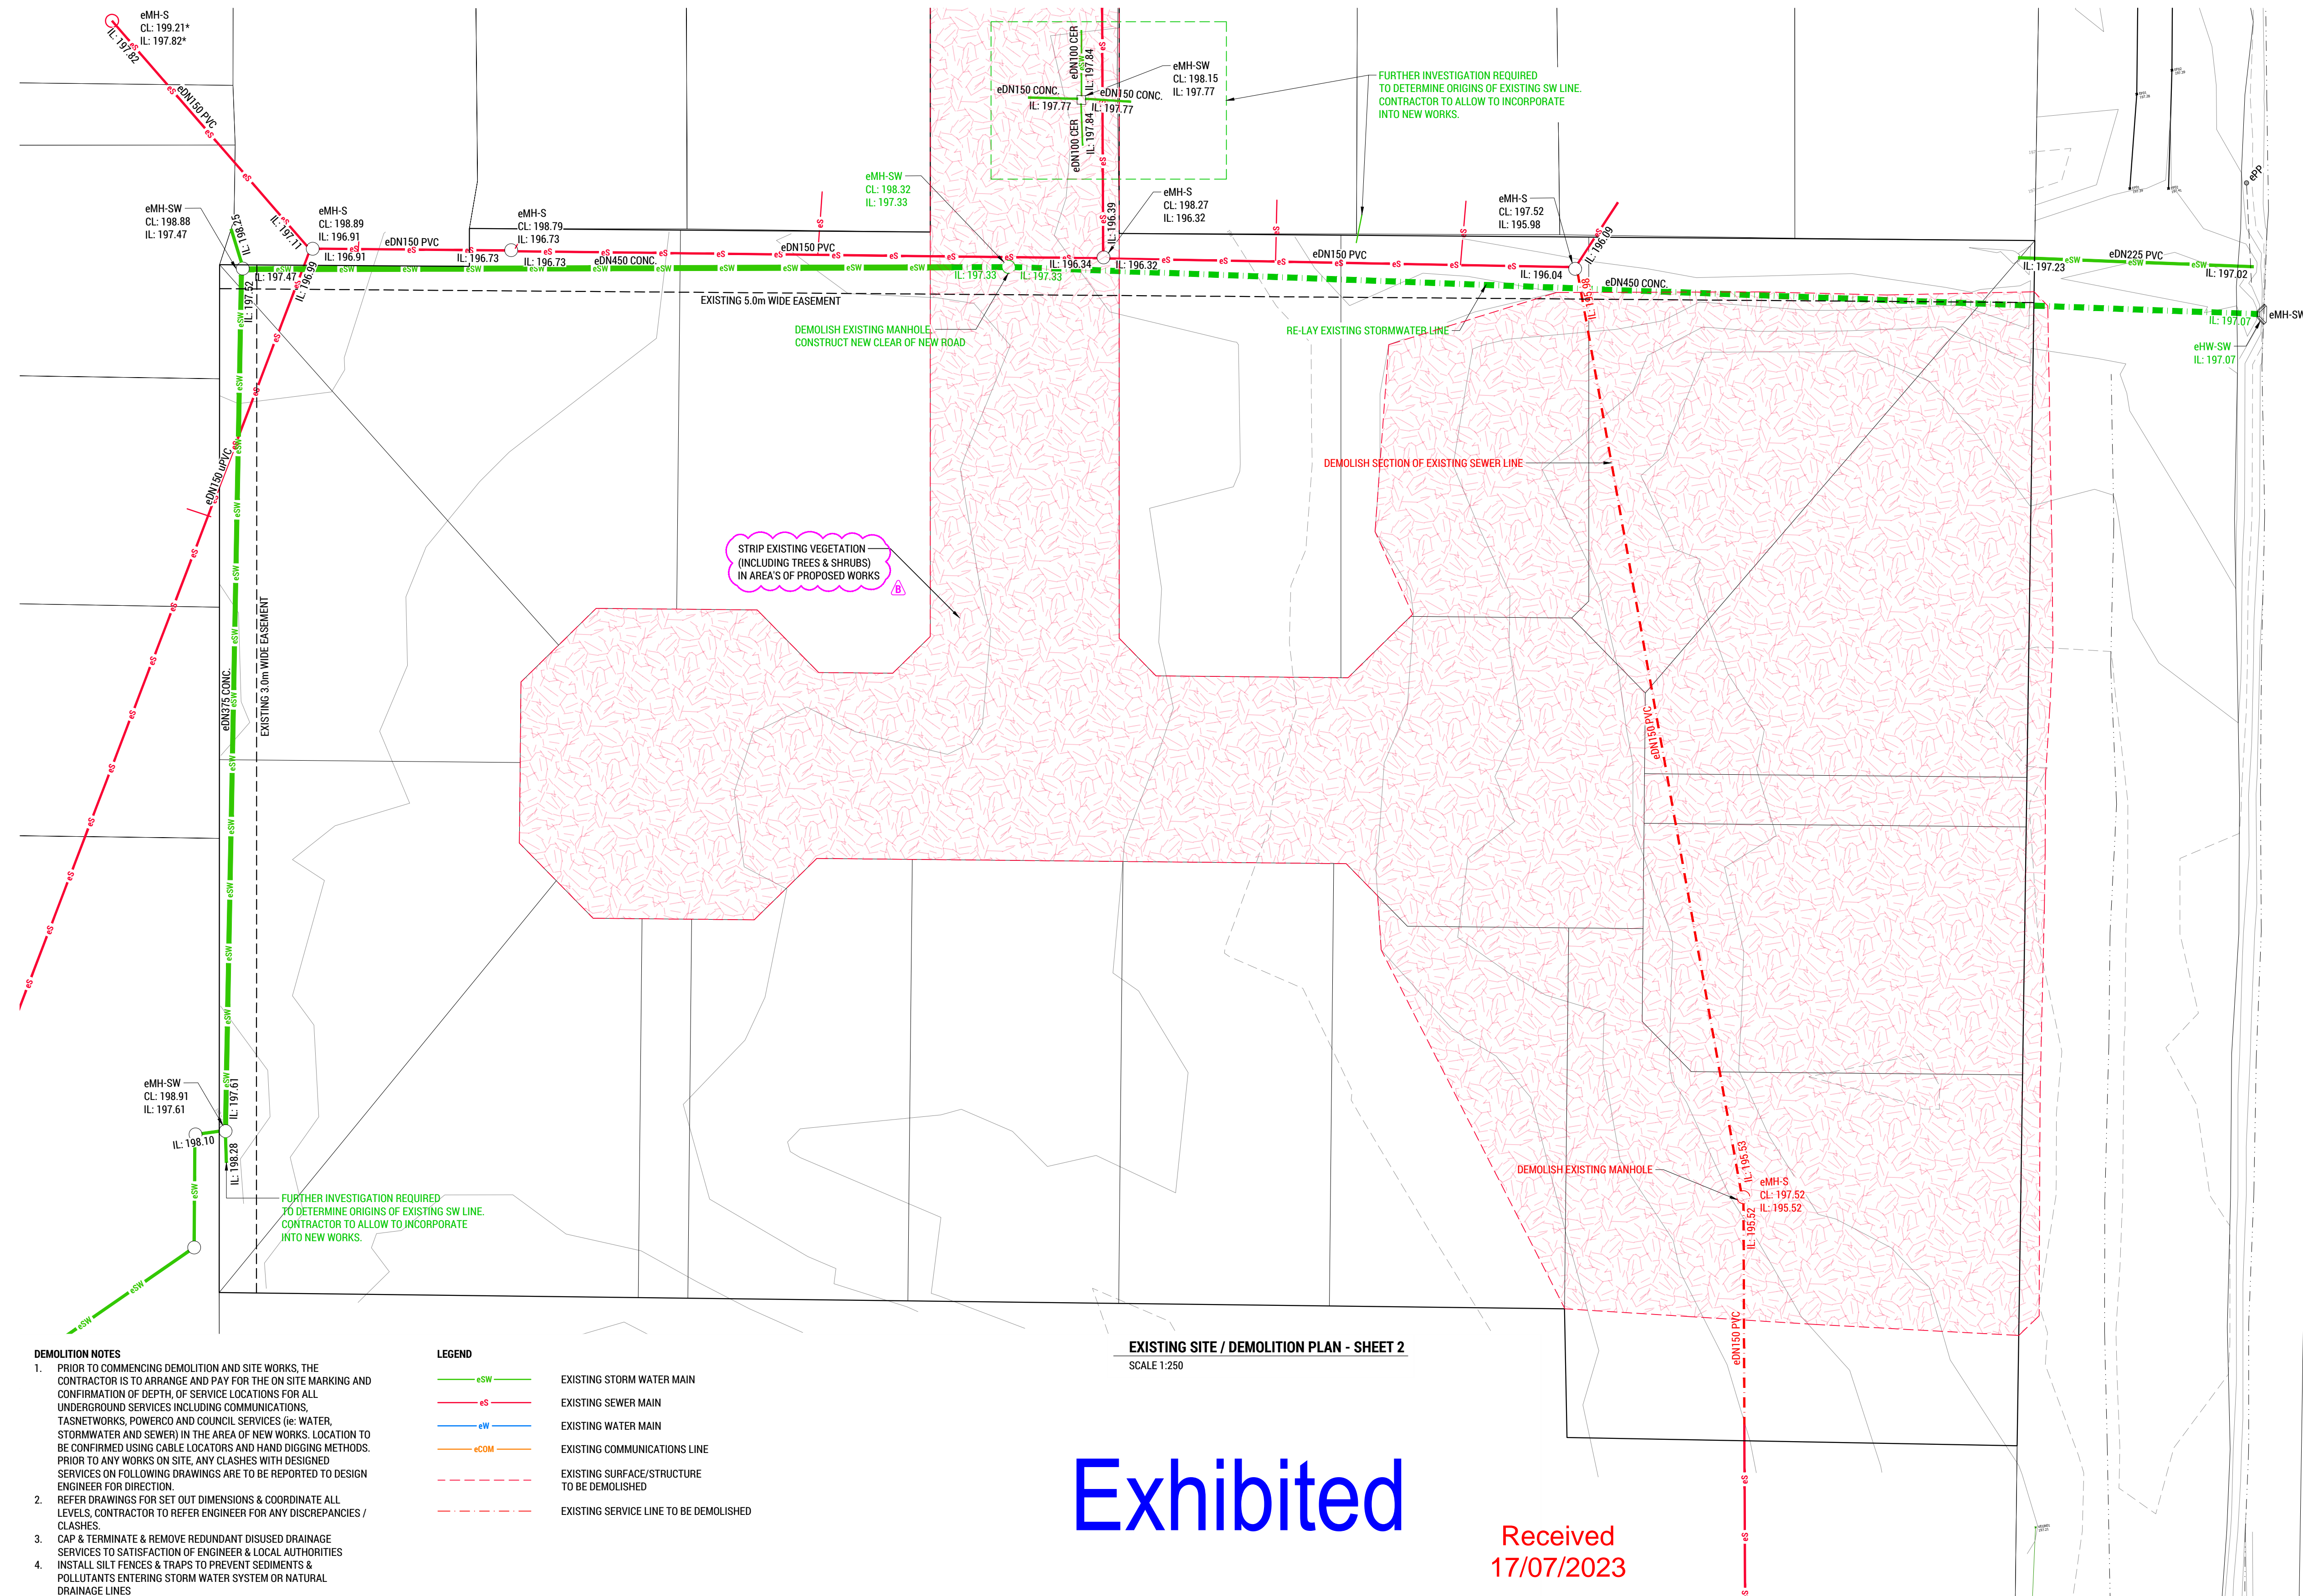 eMH-S
CL: 199.21*
IL: 197.82*
IL: 197.82
eS
eDN150 PVC
eS
eS
eS
eS
IL: 197.11
eMH-SW
CL: 198.88
IL: 197.47
IL: 198.25
eMH-S
CL: 198.89
IL: 196.91
eDN150 PVC
eMH-S
CL: 198.79
IL: 196.73
IL: 196.91
IL: 196.73
IL: 196.73
eDN450 CONC.
IL: 197.47
IL: 197.52
IL: 196.99
eDN150 PVC
eS
eMH-SW
CL: 198.32
IL: 197.33
eDN100 CER
IL: 197.84
eSW
eS
eMH-SW
CL: 198.15
IL: 197.77
eDN150 CONC.
eDN150 CONC.
IL: 197.77
IL: 197.77
eDN100 CER
IL: 197.84
eS
FURTHER INVESTIGATION REQUIRED
TO DETERMINE ORIGINS OF EXISTING SW LINE.
CONTRACTOR TO ALLOW TO INCORPORATE
INTO NEW WORKS.
eMH-S
CL: 198.27
IL: 196.32
IL: 196.39
IL: 196.34
IL: 196.32
IL: 197.33
IL: 197.33
eDN150 PVC
eS
eS
eMH-S
CL: 197.52
IL: 195.98
eS
IL: 196.09
IL: 196.04
IL: 195.98
eDN450 CONC.
IL: 197.23
eSW
eDN225 PVC
eSW
eSW
IL: 197.02
ePP
IL: 197.07
eMH-SW
eHW-SW
IL: 197.07
EXISTING 5.0m WIDE EASEMENT
DEMOLISH EXISTING MANHOLE
CONSTRUCT NEW CLEAR OF NEW ROAD
RE-LAY EXISTING STORMWATER LINE
DEMOLISH SECTION OF EXISTING SEWER LINE
eDN150 uPVC
STRIP EXISTING VEGETATION
(INCLUDING TREES & SHRUBS)
IN AREA'S OF PROPOSED WORKS
B
eDN375 CONC.
EXISTING 3.0m WIDE EASEMENT
eDN150 PVC
eMH-SW
CL: 198.91
IL: 197.61
IL: 197.61
IL: 198.10
IL: 198.28
eSW
eSW
eSW
FURTHER INVESTIGATION REQUIRED
TO DETERMINE ORIGINS OF EXISTING SW LINE.
CONTRACTOR TO ALLOW TO INCORPORATE
INTO NEW WORKS.
DEMOLISH EXISTING MANHOLE
IL: 195.53
eMH-S
CL: 197.52
IL: 195.52
IL: 195.52
eDN150 PVC
eS
eS
eS
DEMOLITION NOTES
1. PRIOR TO COMMENCING DEMOLITION AND SITE WORKS, THE
CONTRACTOR IS TO ARRANGE AND PAY FOR THE ON SITE MARKING AND
CONFIRMATION OF DEPTH, OF SERVICE LOCATIONS FOR ALL
UNDERGROUND SERVICES INCLUDING COMMUNICATIONS,
TASNETWORKS, POWERCO AND COUNCIL SERVICES (ie: WATER,
STORMWATER AND SEWER) IN THE AREA OF NEW WORKS. LOCATION TO
BE CONFIRMED USING CABLE LOCATORS AND HAND DIGGING METHODS.
PRIOR TO ANY WORKS ON SITE, ANY CLASHES WITH DESIGNED
SERVICES ON FOLLOWING DRAWINGS ARE TO BE REPORTED TO DESIGN
ENGINEER FOR DIRECTION.
2. REFER DRAWINGS FOR SET OUT DIMENSIONS & COORDINATE ALL
LEVELS, CONTRACTOR TO REFER ENGINEER FOR ANY DISCREPANCIES /
CLASHES.
3. CAP & TERMINATE & REMOVE REDUNDANT DISUSED DRAINAGE
SERVICES TO SATISFACTION OF ENGINEER & LOCAL AUTHORITIES
4. INSTALL SILT FENCES & TRAPS TO PREVENT SEDIMENTS &
POLLUTANTS ENTERING STORM WATER SYSTEM OR NATURAL
DRAINAGE LINES
LEGEND
eSW EXISTING STORM WATER MAIN
eS EXISTING SEWER MAIN
eW EXISTING WATER MAIN
eCOM EXISTING COMMUNICATIONS LINE
EXISTING SURFACE/STRUCTURE
TO BE DEMOLISHED
EXISTING SERVICE LINE TO BE DEMOLISHED
EXISTING SITE / DEMOLITION PLAN - SHEET 2
SCALE 1:250
Exhibited
Received
17/07/2023